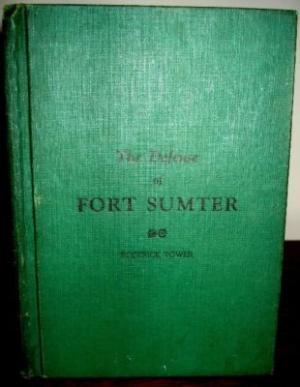 The Defense
of
FORT SUMTER
RODERICK TOWER